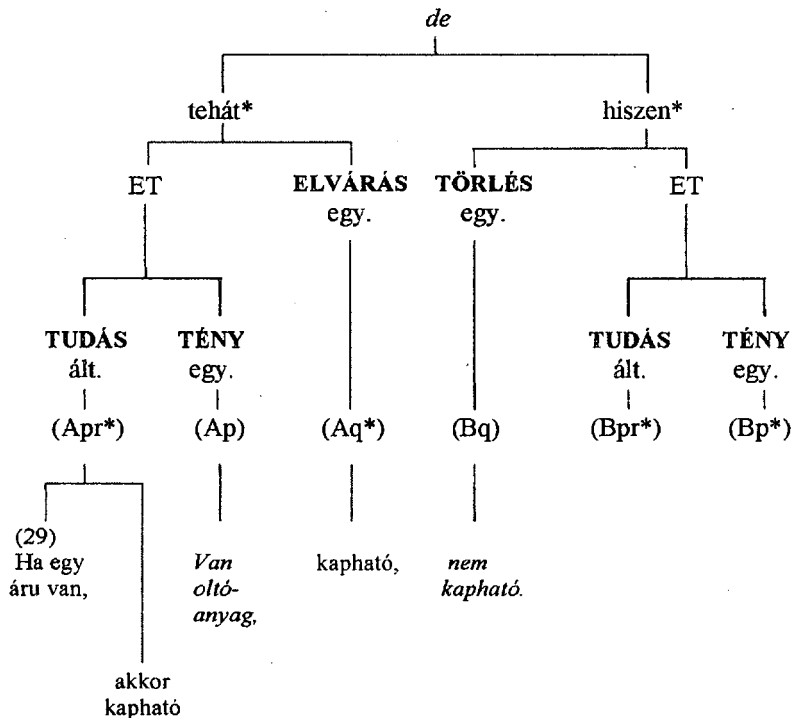 de
tehát* hiszen*
ET ELVÁRÁS TÖRLÉS ET
egy. egy.
TUDÁS TÉNY TUDÁS TÉNY
ált. egy. ált. egy.
(Apr*) (Ap) (Aq*) (Bq) (Bpr*) (Bp*)
(29)
Ha egy
áru van,
Van
oltó-
anyag,
kapható,
nem
kapható.
akkor
kapható